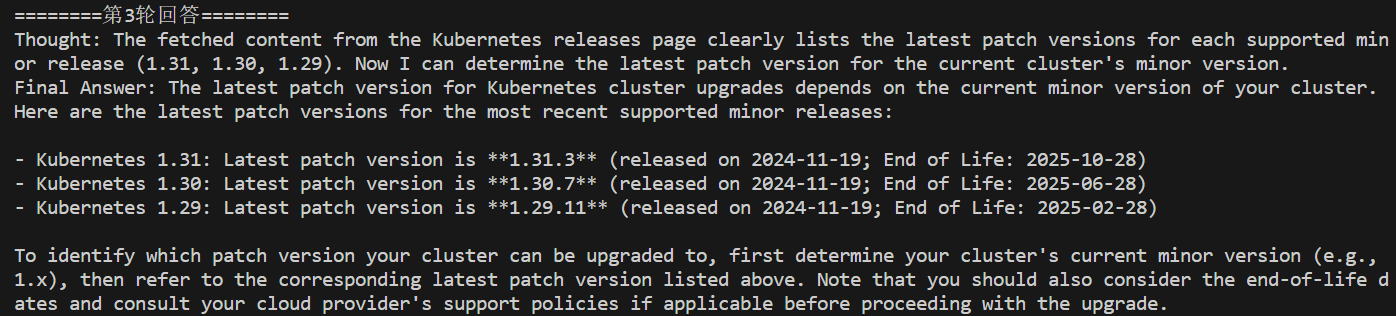 ========第3轮回答========
Thought: The fetched content from the Kubernetes releases page clearly lists the latest patch versions for each supported min
or release (1.31, 1.30, 1.29). Now I can determine the latest patch version for the current cluster's minor version.
Final Answer: The latest patch version for Kubernetes cluster upgrades depends on the current minor version of your cluster.
Here are the latest patch versions for the most recent supported minor releases:

- Kubernetes 1.31: Latest patch version is **1.31.3** (released on 2024-11-19; End of Life: 2025-10-28)
- Kubernetes 1.30: Latest patch version is **1.30.7** (released on 2024-11-19; End of Life: 2025-06-28)
- Kubernetes 1.29: Latest patch version is **1.29.11** (released on 2024-11-19; End of Life: 2025-02-28)

To identify which patch version your cluster can be upgraded to, first determine your cluster's current minor version (e.g.,
1.x), then refer to the corresponding latest patch version listed above. Note that you should also consider the end-of-life d
ates and consult your cloud provider's support policies if applicable before proceeding with the upgrade.